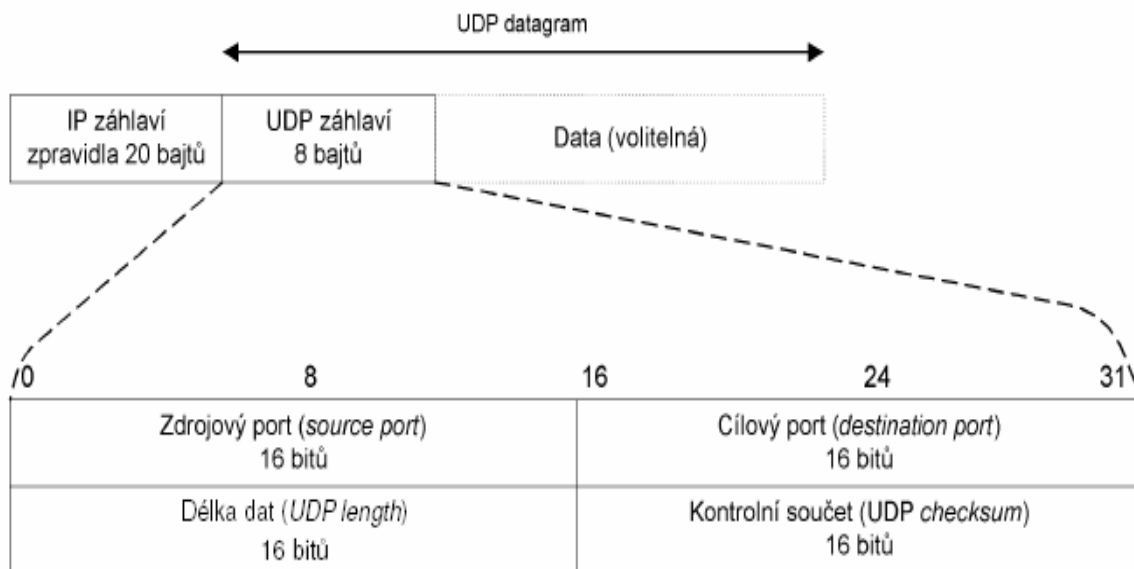 UDP datagram
IP záhlaví
zpravidla 20 bajtů
UDP záhlaví
8 bajtů
Data (volitelná)
0 8 16 24 31
Zdrojový port (source port)
16 bitů
Cílový port (destination port)
16 bitů
Délka dat (UDP length)
16 bitů
Kontrolní součet (UDP checksum)
16 bitů